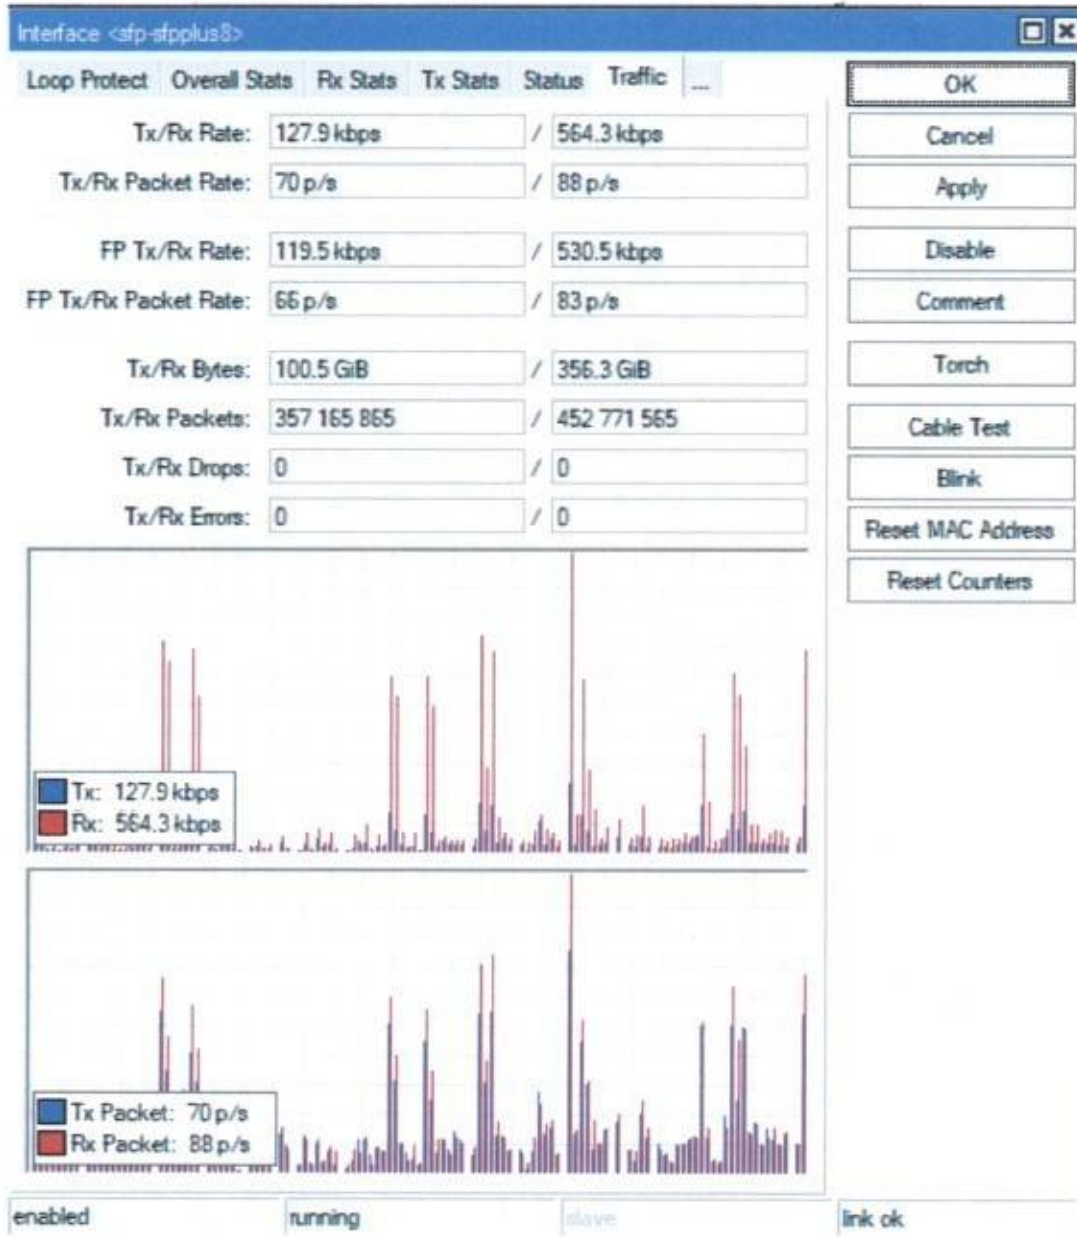 Interface <sfp-sfpplus8>
Loop Protect Overall Stats Rx Stats Tx Stats Status Traffic ...
Tx/Rx Rate: 127.9 kbps / 564.3 kbps
Tx/Rx Packet Rate: 70 p/s / 88 p/s
FP Tx/Rx Rate: 119.5 kbps / 530.5 kbps
FP Tx/Rx Packet Rate: 66 p/s / 83 p/s
Tx/Rx Bytes: 100.5 GiB / 356.3 GiB
Tx/Rx Packets: 357 165 865 / 452 771 565
Tx/Rx Drops: 0 / 0
Tx/Rx Errors: 0 / 0
OK
Cancel
Apply
Disable
Comment
Torch
Cable Test
Blink
Reset MAC Address
Reset Counters
Tx: 127.9 kbps
Rx: 564.3 kbps
Tx Packet: 70 p/s
Rx Packet: 88 p/s
enabled running slave link ok